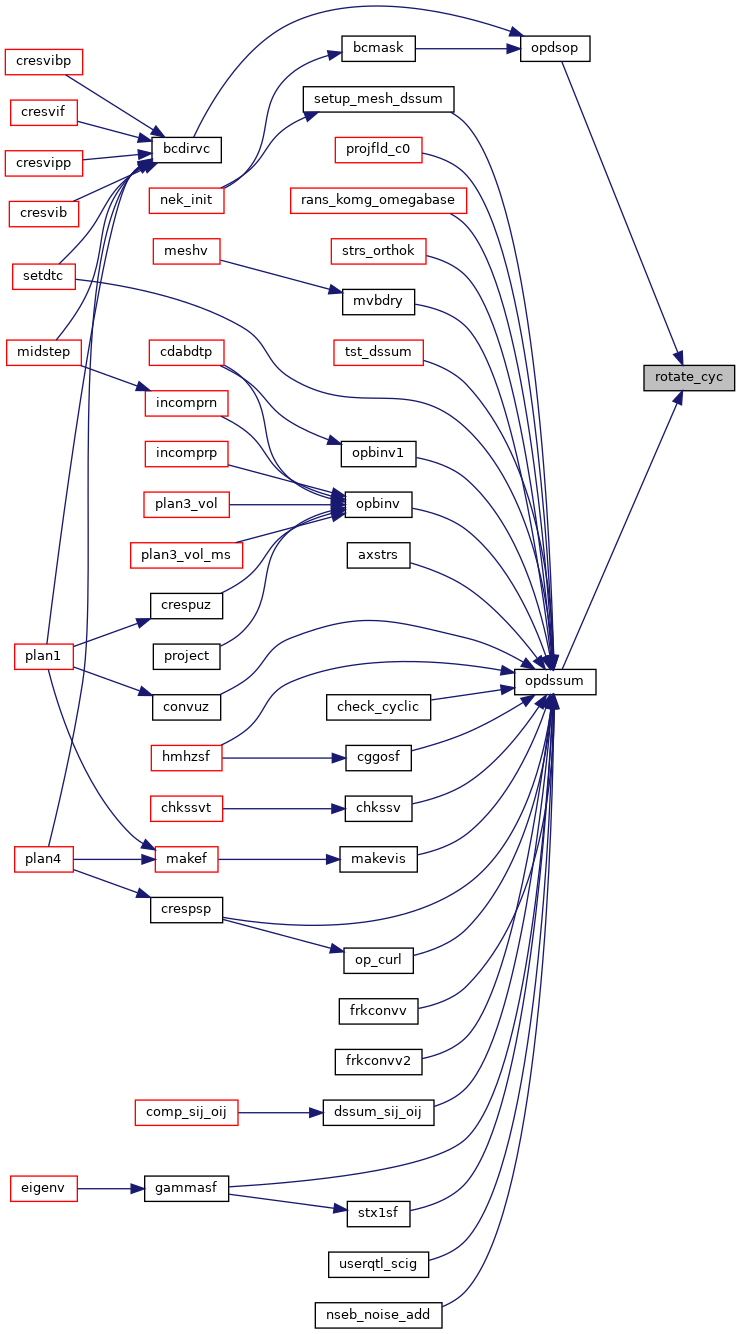 opdsop
bcmask
cresvibp
setup_mesh_dssum
cresvif
bcdirvc
projfld_c0
cresvipp
nek_init
rans_komg_omegabase
cresvib
meshv
strs_orthok
setdtc
mvbdry
midstep
cdabdtp
tst_dssum
rotate_cyc
incomprn
incomprp
opbinv1
plan3_vol
opbinv
plan3_vol_ms
axstrs
crespuz
plan1
project
opdssum
convuz
check_cyclic
hmhzsf
cggosf
chkssvt
chkssv
plan4
makef
makevis
crespsp
op_curl
frkconvv
frkconvv2
comp_sij_oij
dssum_sij_oij
eigenv
gammasf
stx1sf
userqtl_scig
nseb_noise_add